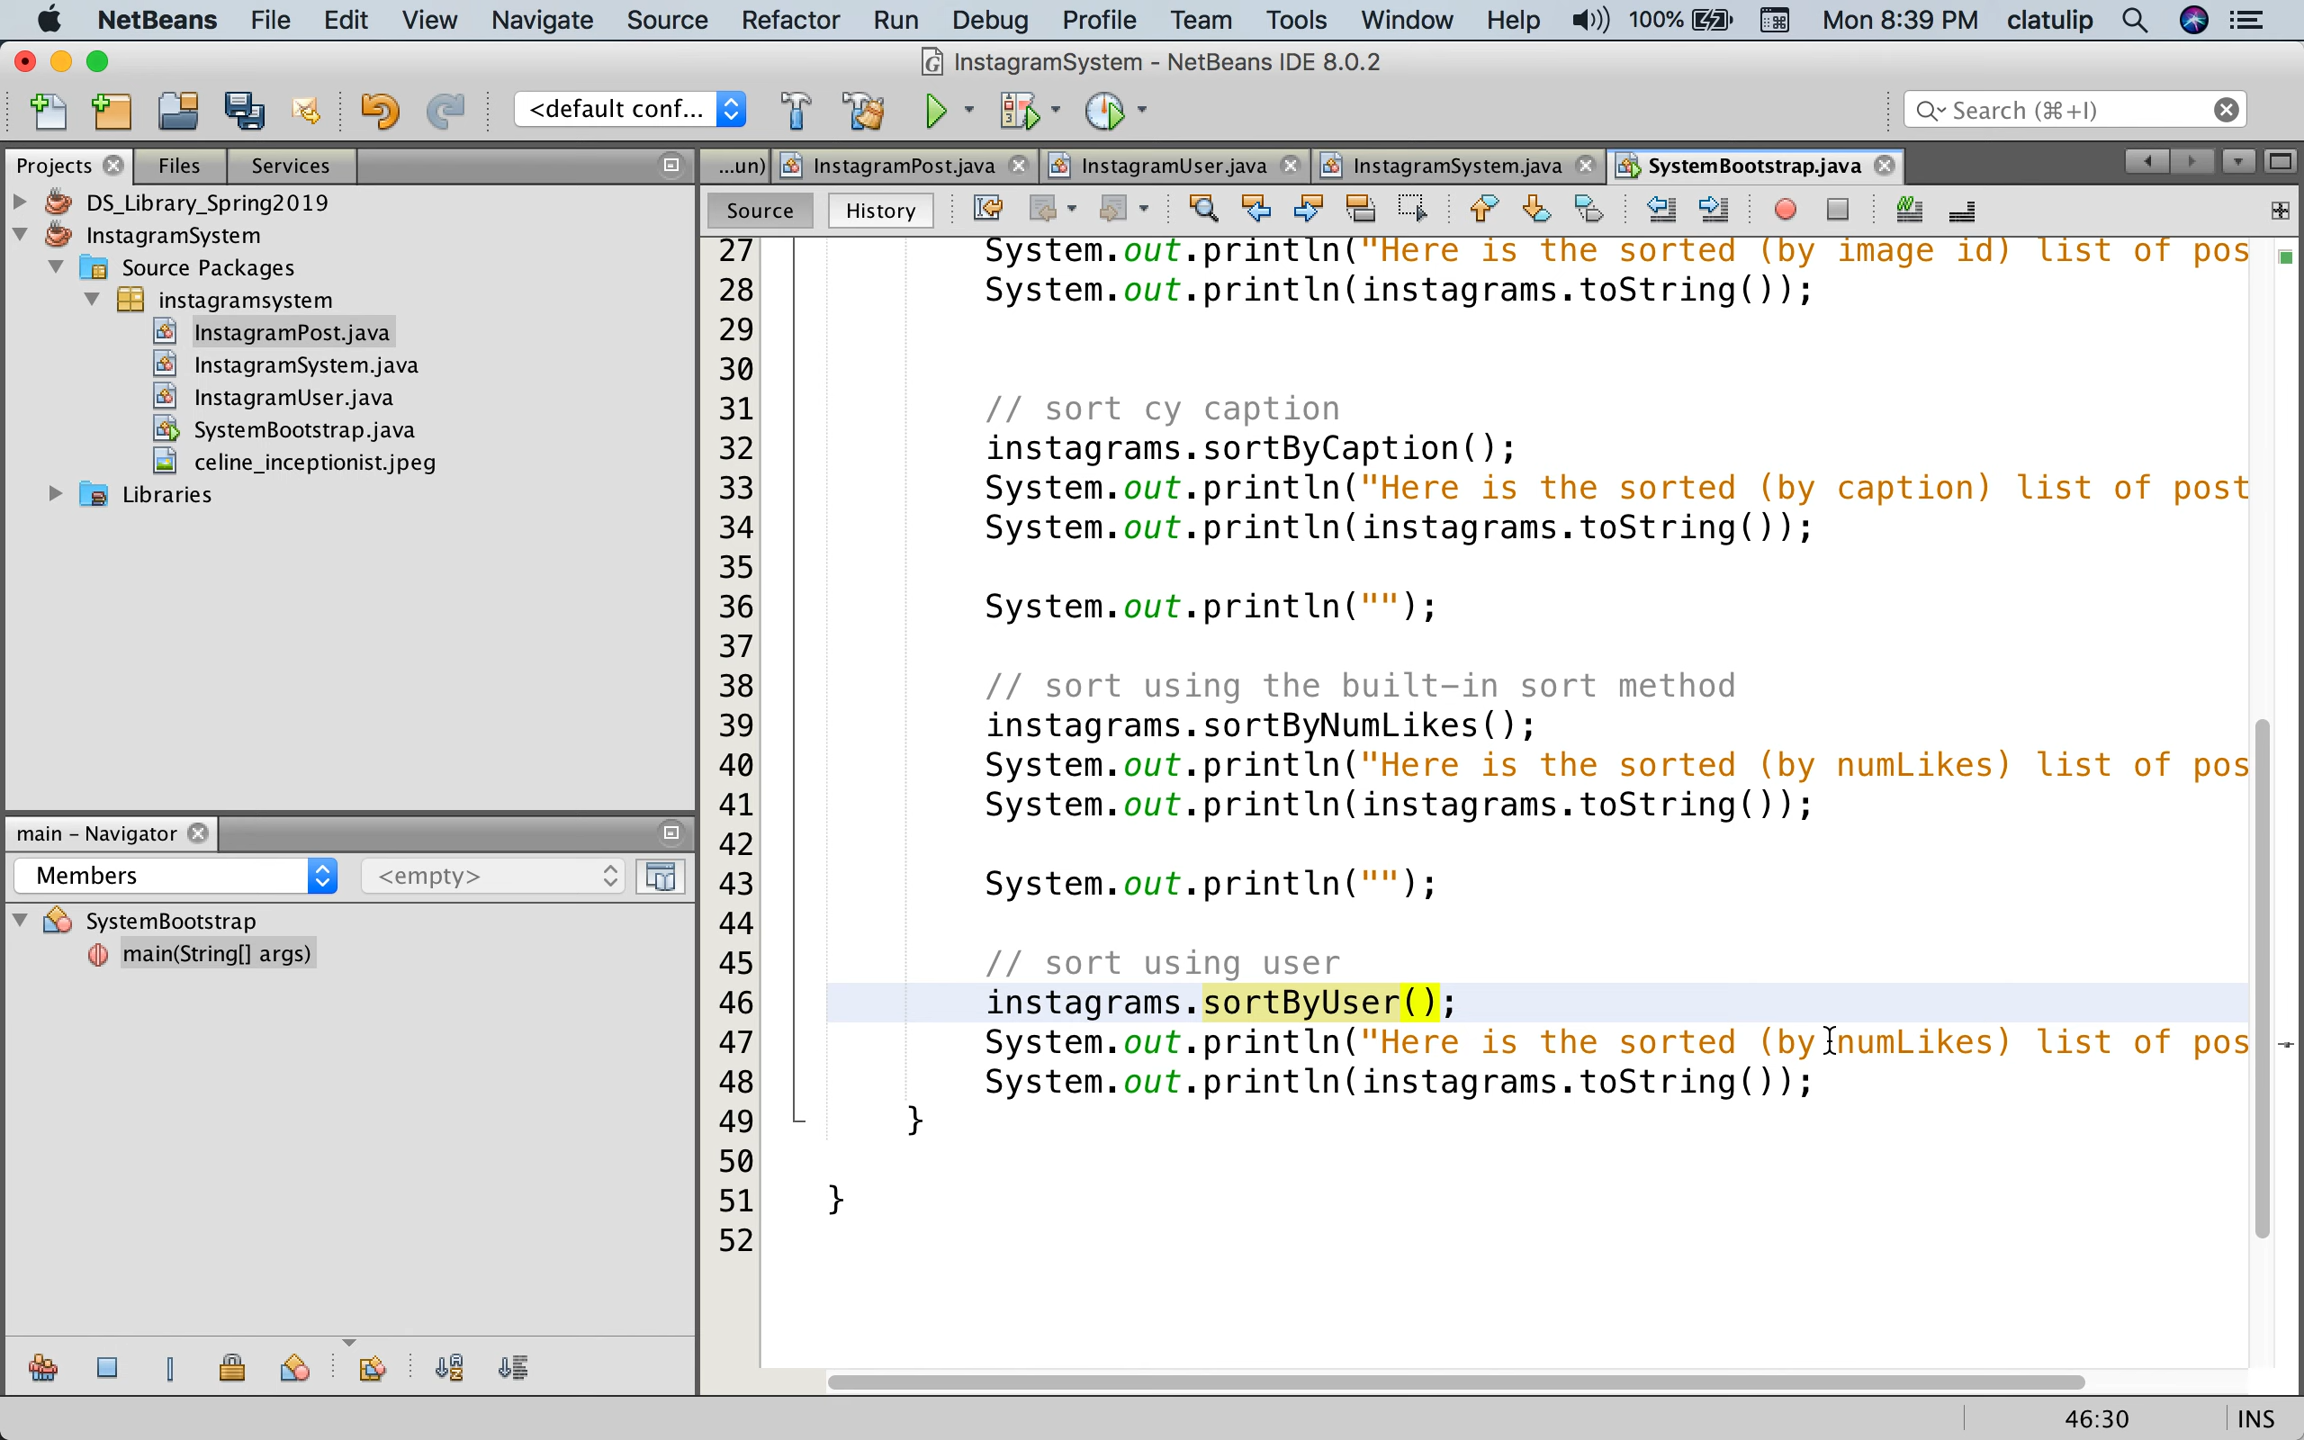 NetBeans File Edit View Navigate Source Refactor Run Debug Profile Team Tools Window Help 100% Mon 8:39 PM clatulip
InstagramSystem - NetBeans IDE 8.0.2
<default conf... Search (⌘+I)
Projects Files Services
...un) InstagramPost.java InstagramUser.java InstagramSystem.java SystemBootstrap.java
Source History
DS_Library_Spring2019
InstagramSystem
Source Packages
instagramsystem
InstagramPost.java
InstagramSystem.java
InstagramUser.java
SystemBootstrap.java
celine_inceptionist.jpeg
Libraries
main - Navigator
Members <empty>
SystemBootstrap
main(String[] args)
27 System.out.println("Here is the sorted (by image id) list of pos
28 System.out.println(instagrams.toString());
29
30
31 // sort cy caption
32 instagrams.sortByCaption();
33 System.out.println("Here is the sorted (by caption) list of post
34 System.out.println(instagrams.toString());
35
36 System.out.println("");
37
38 // sort using the built-in sort method
39 instagrams.sortByNumLikes();
40 System.out.println("Here is the sorted (by numLikes) list of pos
41 System.out.println(instagrams.toString());
42
43 System.out.println("");
44
45 // sort using user
46 instagrams.sortByUser();
47 System.out.println("Here is the sorted (by numLikes) list of pos
48 System.out.println(instagrams.toString());
49 }
50
51 }
52
46:30 INS